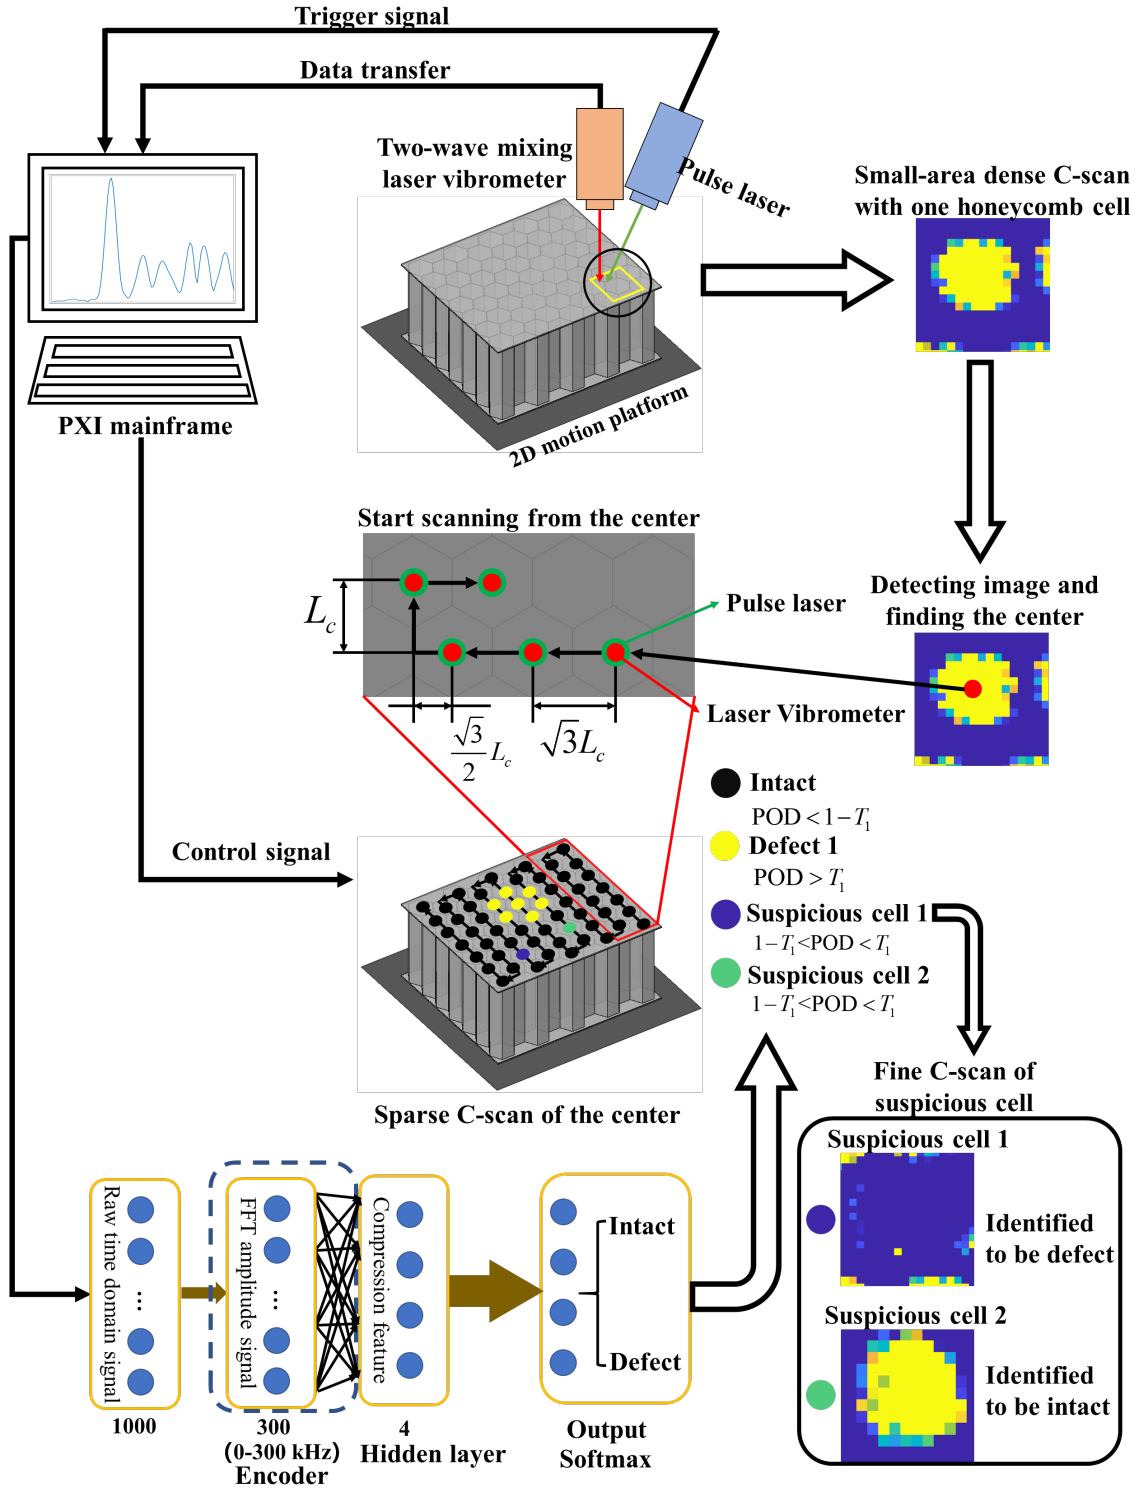 Trigger signal
Data transfer
Two-wave mixing
laser vibrometer
Pulse laser
Small-area dense C-scan
with one honeycomb cell
PXI mainframe
2D motion platform
Start scanning from the center
Detecting image and
finding the center
L_c
Pulse laser
Laser Vibrometer
√3/2 L_c
√3L_c
Intact
POD < 1−T_1
Defect 1
POD > T_1
Suspicious cell 1
1−T_1<POD < T_1
Suspicious cell 2
1−T_1<POD < T_1
Control signal
Sparse C-scan of the center
Fine C-scan of
suspicious cell
Suspicious cell 1
Identified
to be defect
Suspicious cell 2
Identified
to be intact
Raw time domain signal
...
1000
FFT amplitude signal
...
300
(0-300 kHz)
Encoder
Compression feature
4
Hidden layer
Intact
Defect
Output
Softmax